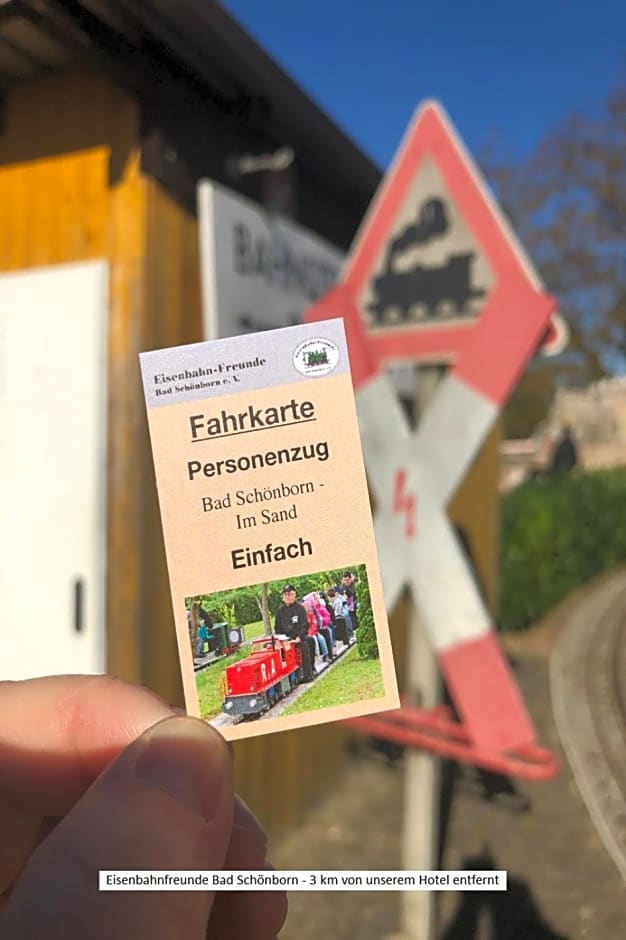 Eisenbahn-Freunde
Bad Schönborn e. V.
Fahrkarte
Personenzug
Bad Schönborn -
Im Sand
Einfach
Eisenbahnfreunde Bad Schönborn - 3 km von unserem Hotel entfernt